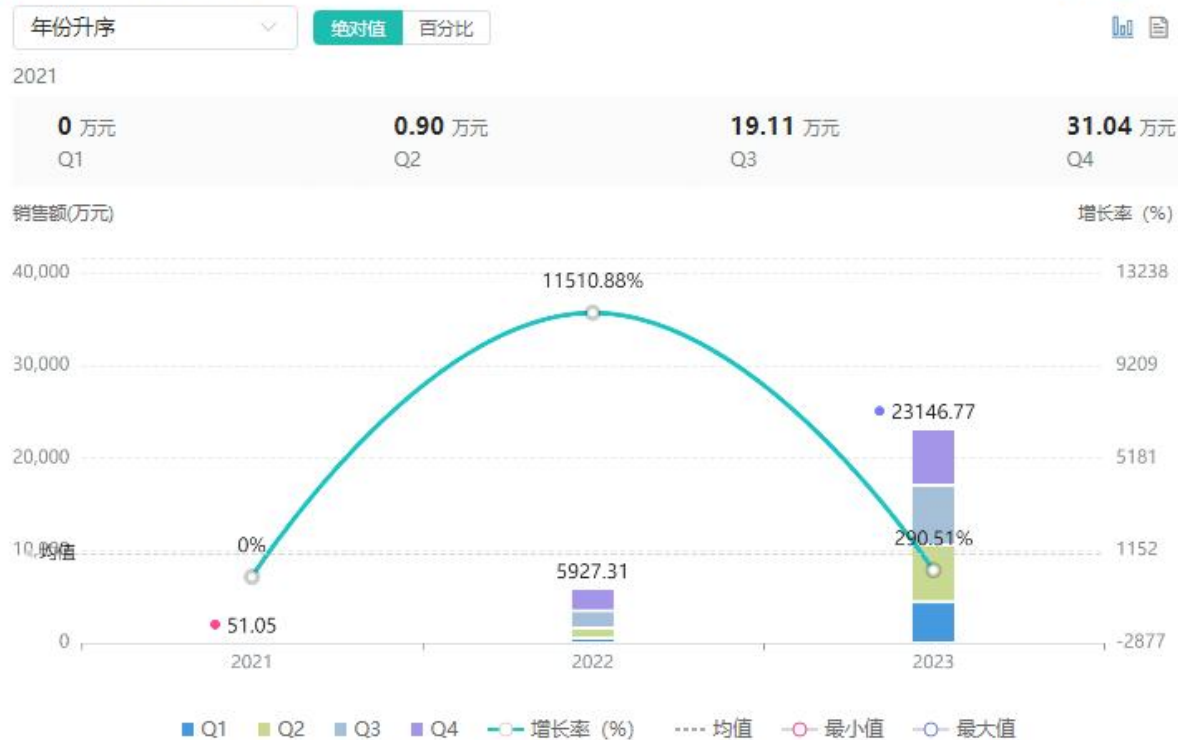 年份升序 绝对值 百分比
2021
0 万元 0.90 万元 19.11 万元 31.04 万元
Q1 Q2 Q3 Q4
销售额(万元) 增长率（%）
40,000 11510.88% 13238
30,000 9209
23146.77
20,000 5181
10,000 均值 0% 290.51% 1152
5927.31
51.05
0 -2877
2021 2022 2023
Q1 Q2 Q3 Q4 增长率（%） 均值 最小值 最大值